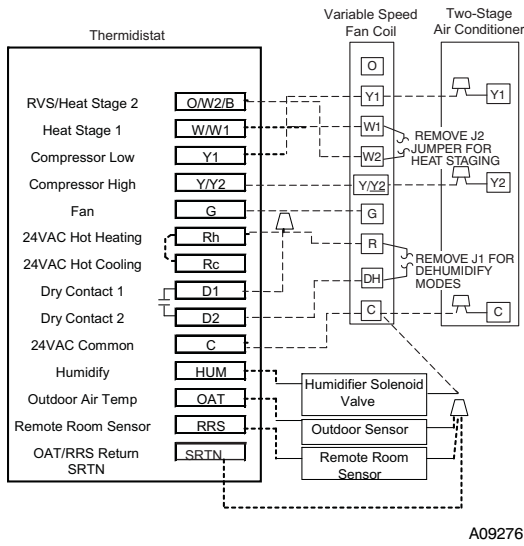 Variable Speed
Fan Coil
Two-Stage
Air Conditioner
Thermidistat
RVS/Heat Stage 2 O/W2/B
Heat Stage 1 W/W1
Compressor Low Y1
Compressor High Y/Y2
Fan G
24VAC Hot Heating Rh
24VAC Hot Cooling Rc
Dry Contact 1 D1
Dry Contact 2 D2
24VAC Common C
Humidify HUM
Outdoor Air Temp OAT
Remote Room Sensor RRS
OAT/RRS Return
SRTN
SRTN
O
Y1
W1
W2
Y/Y2
G
R
DH
C
REMOVE J2
JUMPER FOR
HEAT STAGING
REMOVE J1 FOR
DEHUMIDIFY
MODES
Y1
Y2
C
Humidifier Solenoid
Valve
Outdoor Sensor
Remote Room
Sensor
A09276